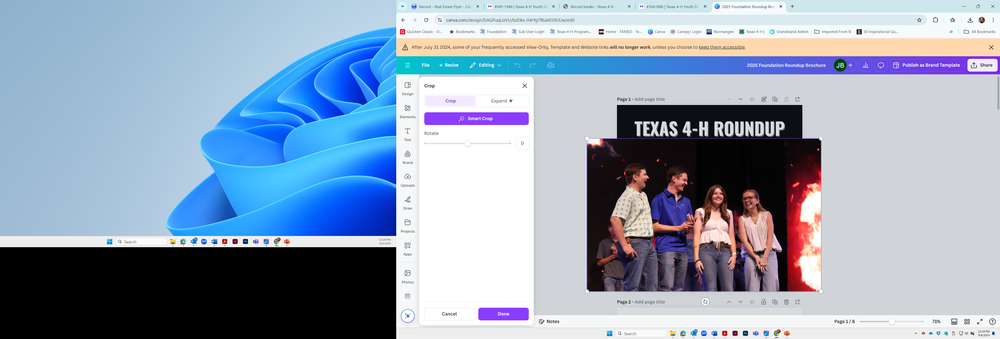 Record - Real Estate Flyer - Can
KMP-1940 | Texas 4-H Youth De
Record books - Texas 4-H
416A1886 | Texas 4-H Youth De
2025 Foundation Roundup Broc
canva.com/design/DAGPuqLizVU/bzDkv-04rYg7fKa8659UUw/edit
Quicken Classic - D...
Bookmarks
Foundation
Sub-User Login
Texas 4-H Program...
Home - TAMED - Te...
Canva
Canopy: Login
Normangee
Texas 4-H |
Grandstand Admin
Imported From IE
50 Inspirational Qu...
All Bookmarks
After July 31 2024, some of your frequently accessed View-Only, Template and Website links will no longer work, unless you choose to keep them accessible.
File
Resize
Editing
2025 Foundation Roundup Brochure
JB
Publish as Brand Template
Share
Design
Elements
Text
Brand
Uploads
Draw
Projects
Apps
Photos
Crop
Crop
Expand
Smart Crop
Rotate
0
Cancel
Done
Page 1 - Add page title
TEXAS 4-H ROUNDUP
Page 2 - Add page title
Notes
Page 1 / 8
71%
Search
12:18 PM
9/6/2024
Search
12:18 PM
9/6/2024